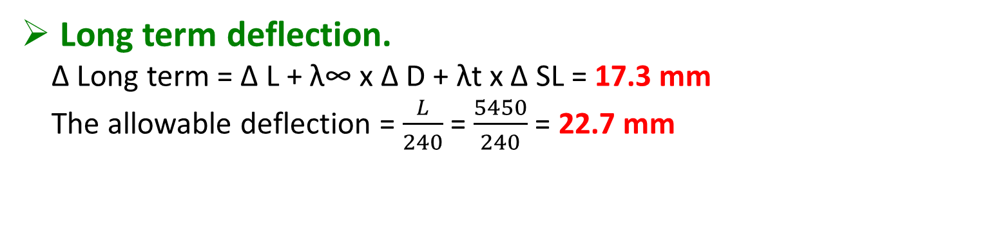 ➢ Long term deflection.
Δ Long term = Δ L + λ∞ x Δ D + λt x Δ SL = 17.3 mm
The allowable deflection = L/240 = 5450/240 = 22.7 mm